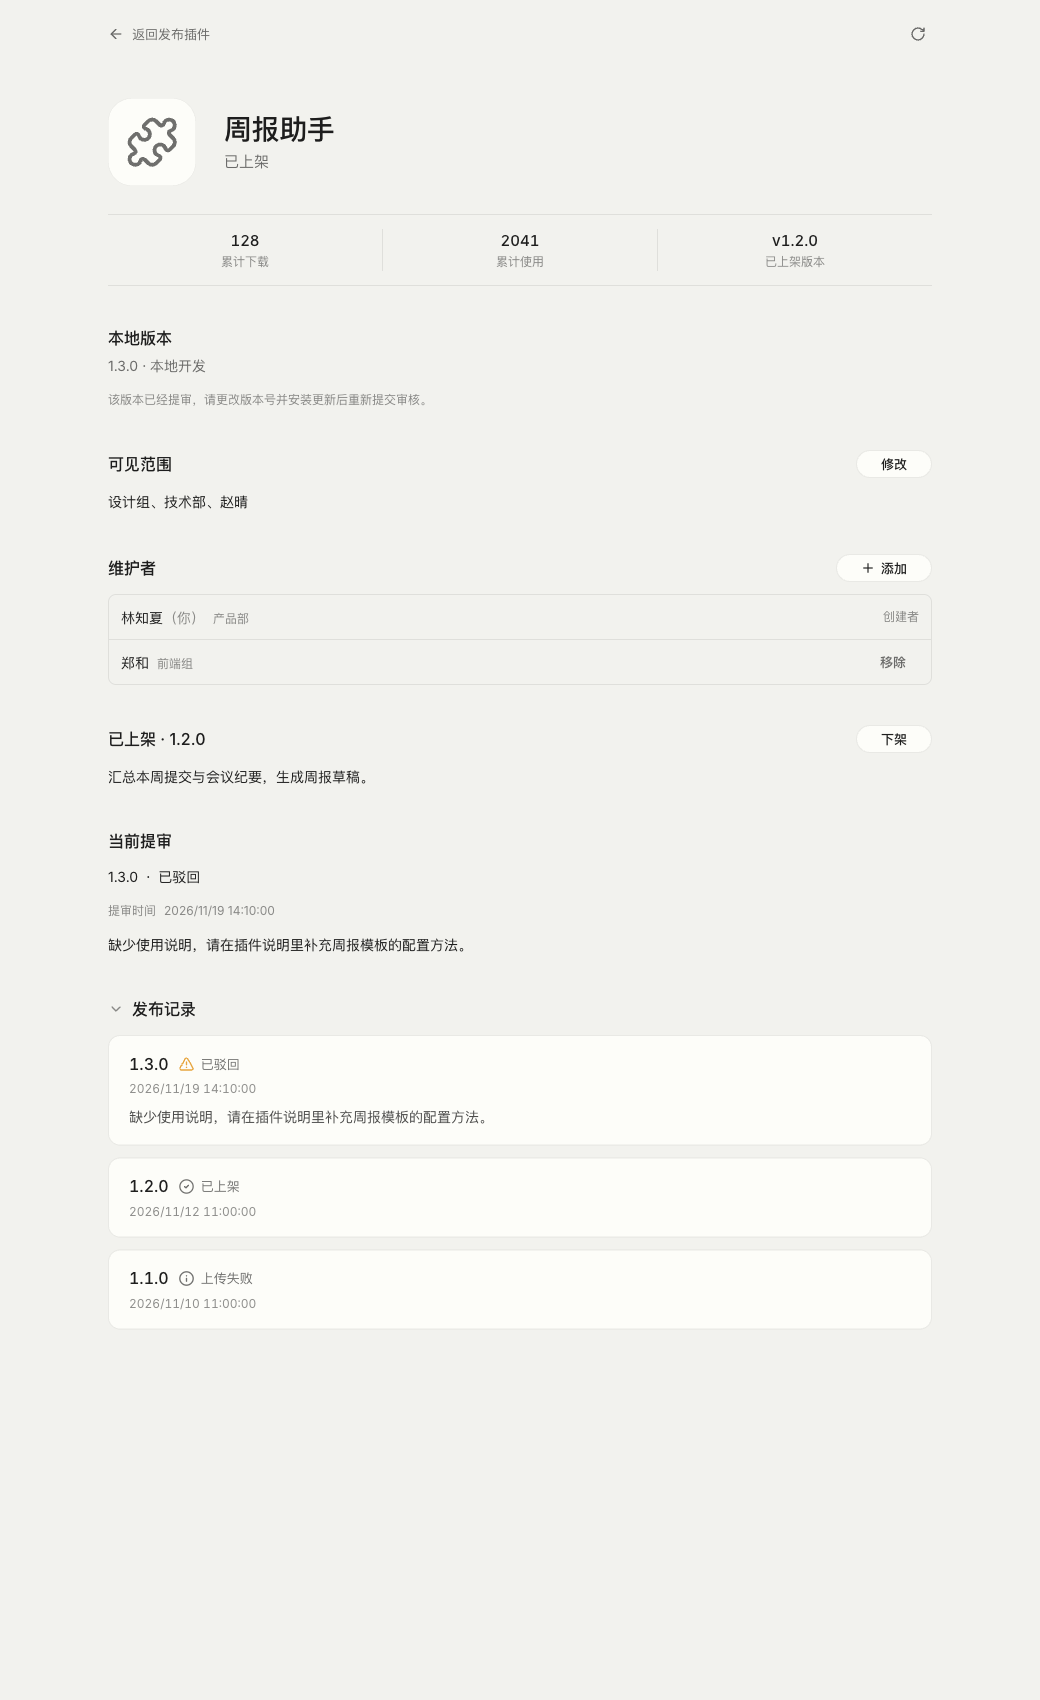 返回发布插件
周报助手
已上架
128
累计下载
2041
累计使用
v1.2.0
已上架版本
本地版本
1.3.0 · 本地开发
该版本已经提审，请更改版本号并安装更新后重新提交审核。
可见范围
修改
设计组、技术部、赵晴
维护者
添加
林知夏（你） 产品部
创建者
郑和 前端组
移除
已上架 · 1.2.0
下架
汇总本周提交与会议纪要，生成周报草稿。
当前提审
1.3.0 · 已驳回
提审时间 2026/11/19 14:10:00
缺少使用说明，请在插件说明里补充周报模板的配置方法。
发布记录
1.3.0 已驳回
2026/11/19 14:10:00
缺少使用说明，请在插件说明里补充周报模板的配置方法。
1.2.0 已上架
2026/11/12 11:00:00
1.1.0 上传失败
2026/11/10 11:00:00